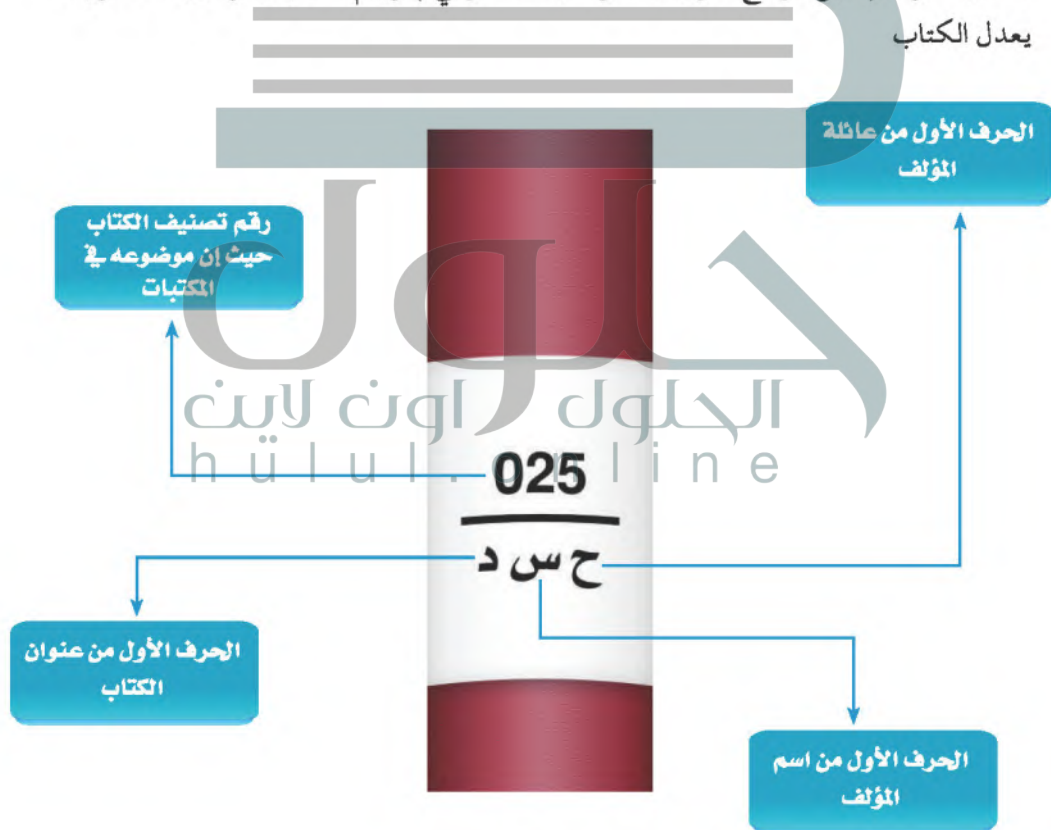 يعدل الكتاب
الحرف الأول من عائلة
المؤلف
رقم تصنيف الكتاب
حيث إن موضوعه في
المكتبات
حلول
الحلول اون لاين
hulul.online
025
ح س د
الحرف الأول من عنوان
الكتاب
الحرف الأول من اسم
المؤلف